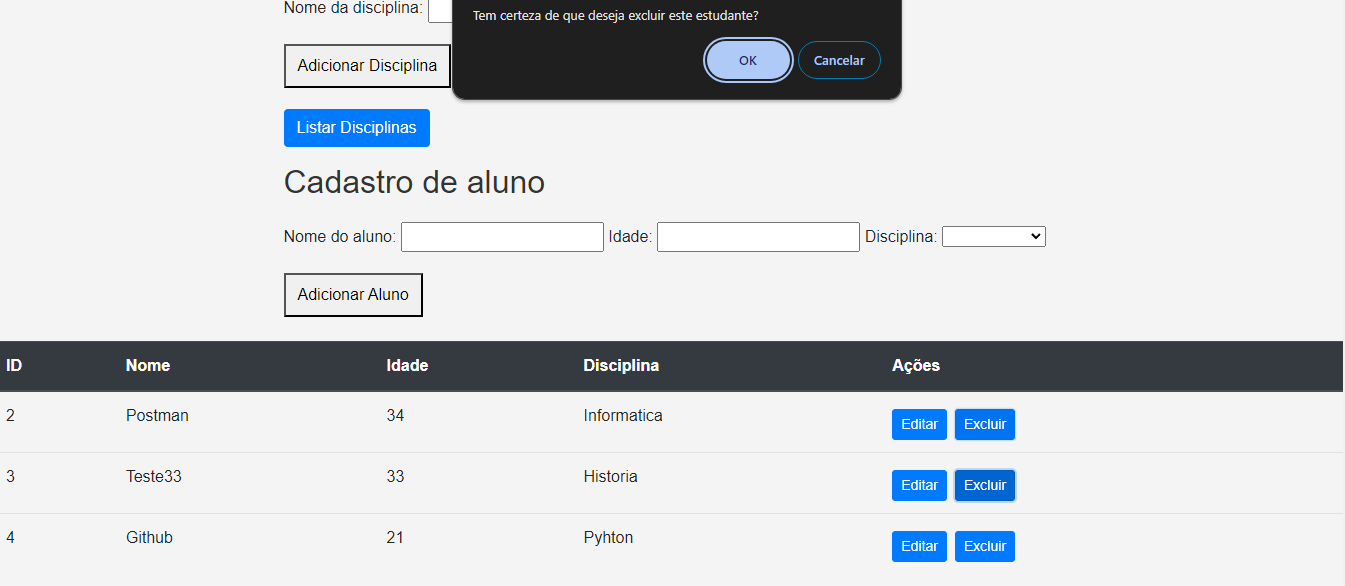 Nome da disciplina:
Tem certeza de que deseja excluir este estudante?
OK Cancelar
Adicionar Disciplina
Listar Disciplinas
Cadastro de aluno
Nome do aluno: Idade: Disciplina:
Adicionar Aluno
ID Nome Idade Disciplina Ações
2 Postman 34 Informatica Editar Excluir
3 Teste33 33 Historia Editar Excluir
4 Github 21 Pyhton Editar Excluir